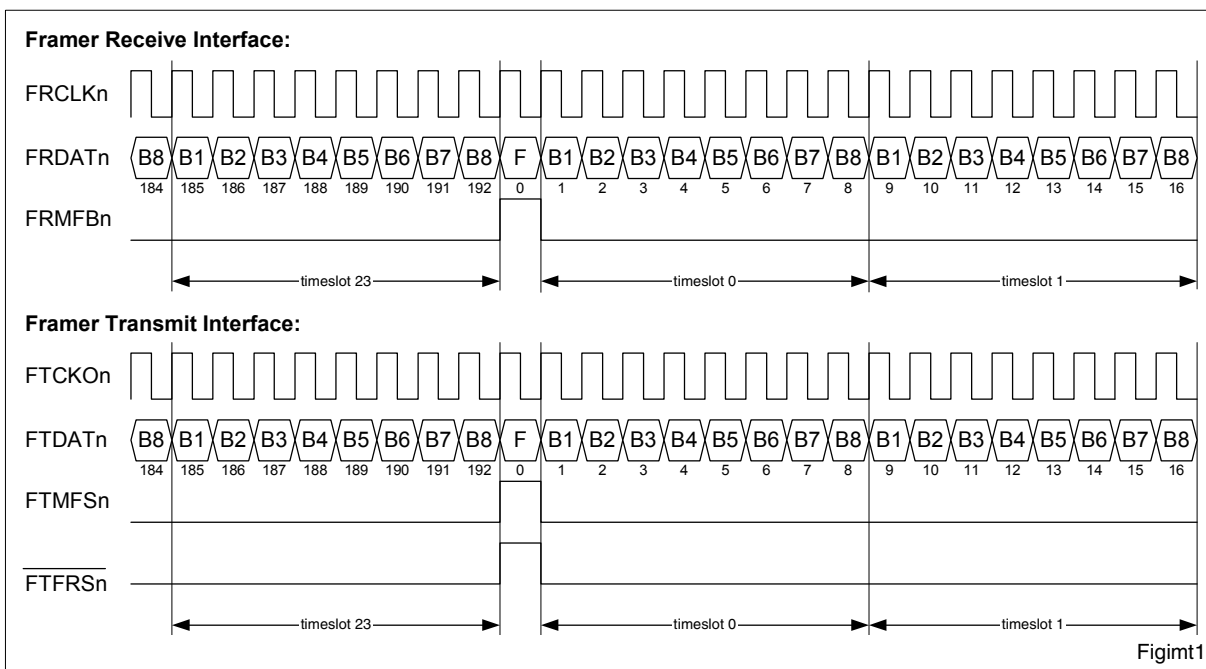 Framer Receive Interface:
FRCLKn
FRDATn B8 B1 B2 B3 B4 B5 B6 B7 B8 F B1 B2 B3 B4 B5 B6 B7 B8 B1 B2 B3 B4 B5 B6 B7 B8
184 185 186 187 188 189 190 191 192 0 1 2 3 4 5 6 7 8 9 10 11 12 13 14 15 16
FRMFBn
timeslot 23 timeslot 0 timeslot 1
Framer Transmit Interface:
FTCKOn
FTDATn B8 B1 B2 B3 B4 B5 B6 B7 B8 F B1 B2 B3 B4 B5 B6 B7 B8 B1 B2 B3 B4 B5 B6 B7 B8
184 185 186 187 188 189 190 191 192 0 1 2 3 4 5 6 7 8 9 10 11 12 13 14 15 16
FTMFSn
FTFRSn
timeslot 23 timeslot 0 timeslot 1
Figimt1